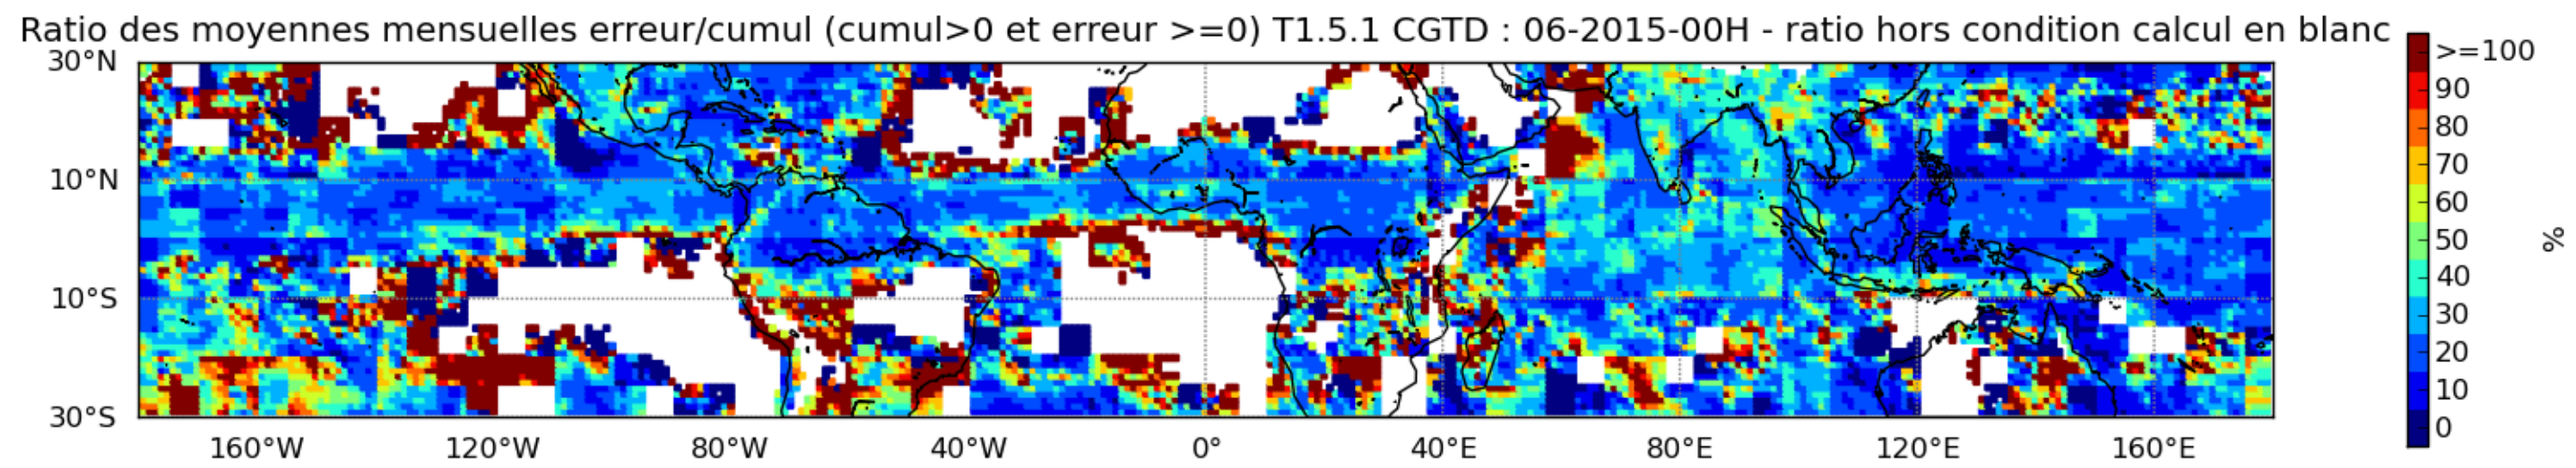 Ratio des moyennes mensuelles erreur/cumul (cumul>0 et erreur >=0) T1.5.1 CGTD : 06-2015-00H - ratio hors condition calcul en blanc
30°N
10°N
10°S
30°S
160°W 120°W 80°W 40°W 0° 40°E 80°E 120°E 160°E
>=100
90
80
70
60
50
40
30
20
10
0
%